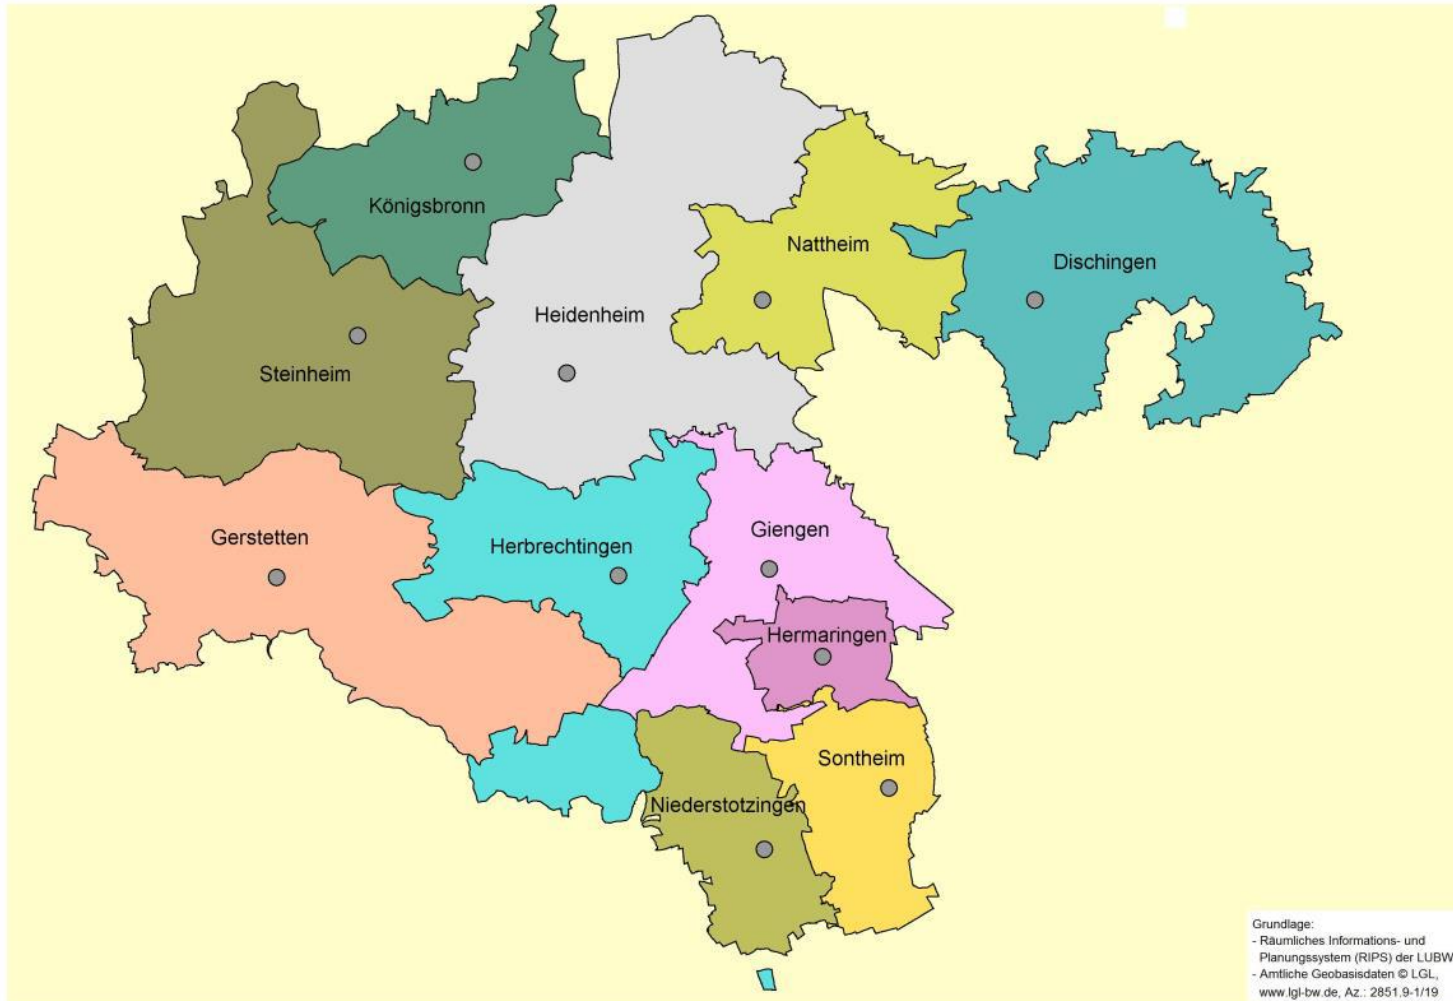 Königsbronn
Nattheim
Dischingen
Heidenheim
Steinheim
Gerstetten
Herbrechtingen
Giengen
Hermaringen
Sontheim
Niederstotzingen
Grundlage:
- Räumliches Informations- und
Planungssystem (RIPS) der LUBW
- Amtliche Geobasisdaten © LGL,
www.lgl-bw.de, Az.: 2851.9-1/19